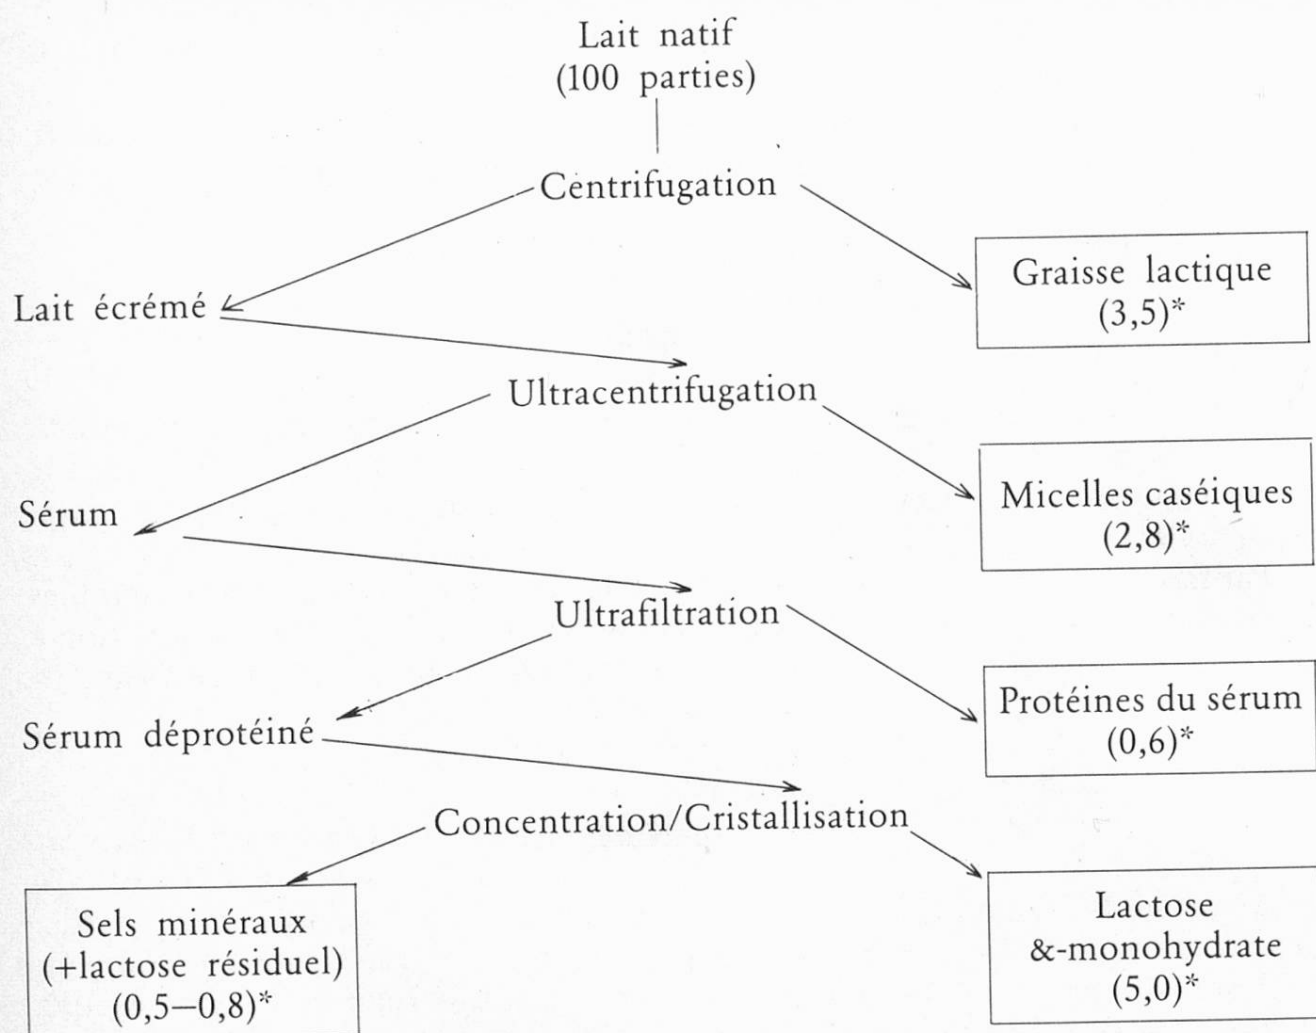 Lait natif
(100 parties)
Centrifugation
Graisse lactique
(3,5)*
Lait écrémé
Ultracentrifugation
Micelles caséiques
(2,8)*
Sérum
Ultrafiltration
Protéines du sérum
(0,6)*
Sérum déprotéiné
Concentration/Cristallisation
Sels minéraux
(+lactose résiduel)
(0,5—0,8)*
Lactose
&-monohydrate
(5,0)*